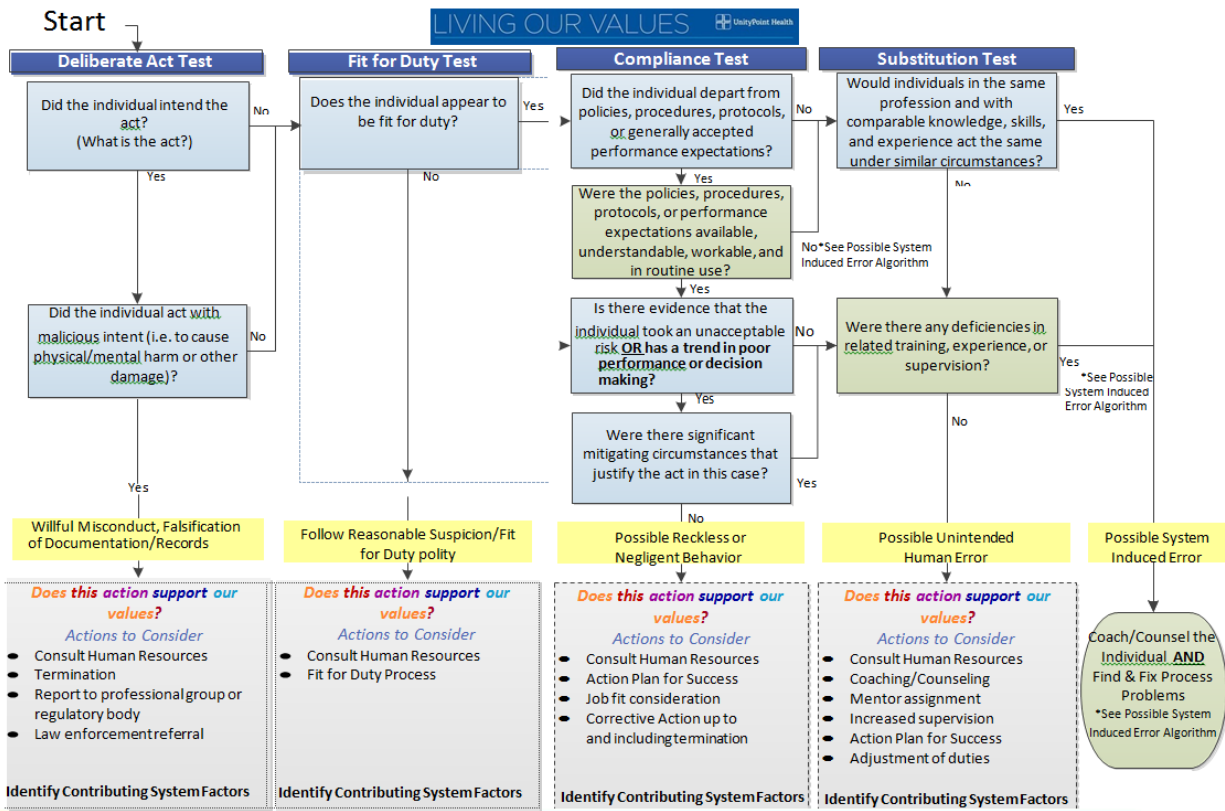 Start
LIVING OUR VALUES
UnityPoint Health
Deliberate Act Test
Did the individual intend the
act?
(What is the act?)
No
Yes
Did the individual act with
malicious intent (i.e. to cause
physical/mental harm or other
damage)?
No
Yes
Willful Misconduct, Falsification
of Documentation/Records
Does this action support our
values?
Actions to Consider
Consult Human Resources
Termination
Report to professional group or
regulatory body
Law enforcement referral
Identify Contributing System Factors
Fit for Duty Test
Does the individual appear to
be fit for duty?
Yes
No
Follow Reasonable Suspicion/Fit
for Duty polity
Does this action support our
values?
Actions to Consider
Consult Human Resources
Fit for Duty Process
Identify Contributing System Factors
Compliance Test
Did the individual depart from
policies, procedures, protocols,
or generally accepted
performance expectations?
No
Yes
Were the policies, procedures,
protocols, or performance
expectations available,
understandable, workable, and
in routine use?
No*See Possible System
Induced Error Algorithm
Yes
Is there evidence that the
individual took an unacceptable
risk OR has a trend in poor
performance or decision
making?
No
Yes
Were there significant
mitigating circumstances that
justify the act in this case?
Yes
No
Possible Reckless or
Negligent Behavior
Does this action support our
values?
Actions to Consider
Consult Human Resources
Action Plan for Success
Job fit consideration
Corrective Action up to
and including termination
Identify Contributing System Factors
Substitution Test
Would individuals in the same
profession and with
comparable knowledge, skills,
and experience act the same
under similar circumstances?
Yes
No
Were there any deficiencies in
related training, experience, or
supervision?
Yes
*See Possible
System Induced
Error Algorithm
No
Possible Unintended
Human Error
Does this action support our
values?
Actions to Consider
Consult Human Resources
Coaching/Counseling
Mentor assignment
Increased supervision
Action Plan for Success
Adjustment of duties
Identify Contributing System Factors
Possible System
Induced Error
Coach/Counsel the
Individual AND
Find & Fix Process
Problems
*See Possible System
Induced Error Algorithm